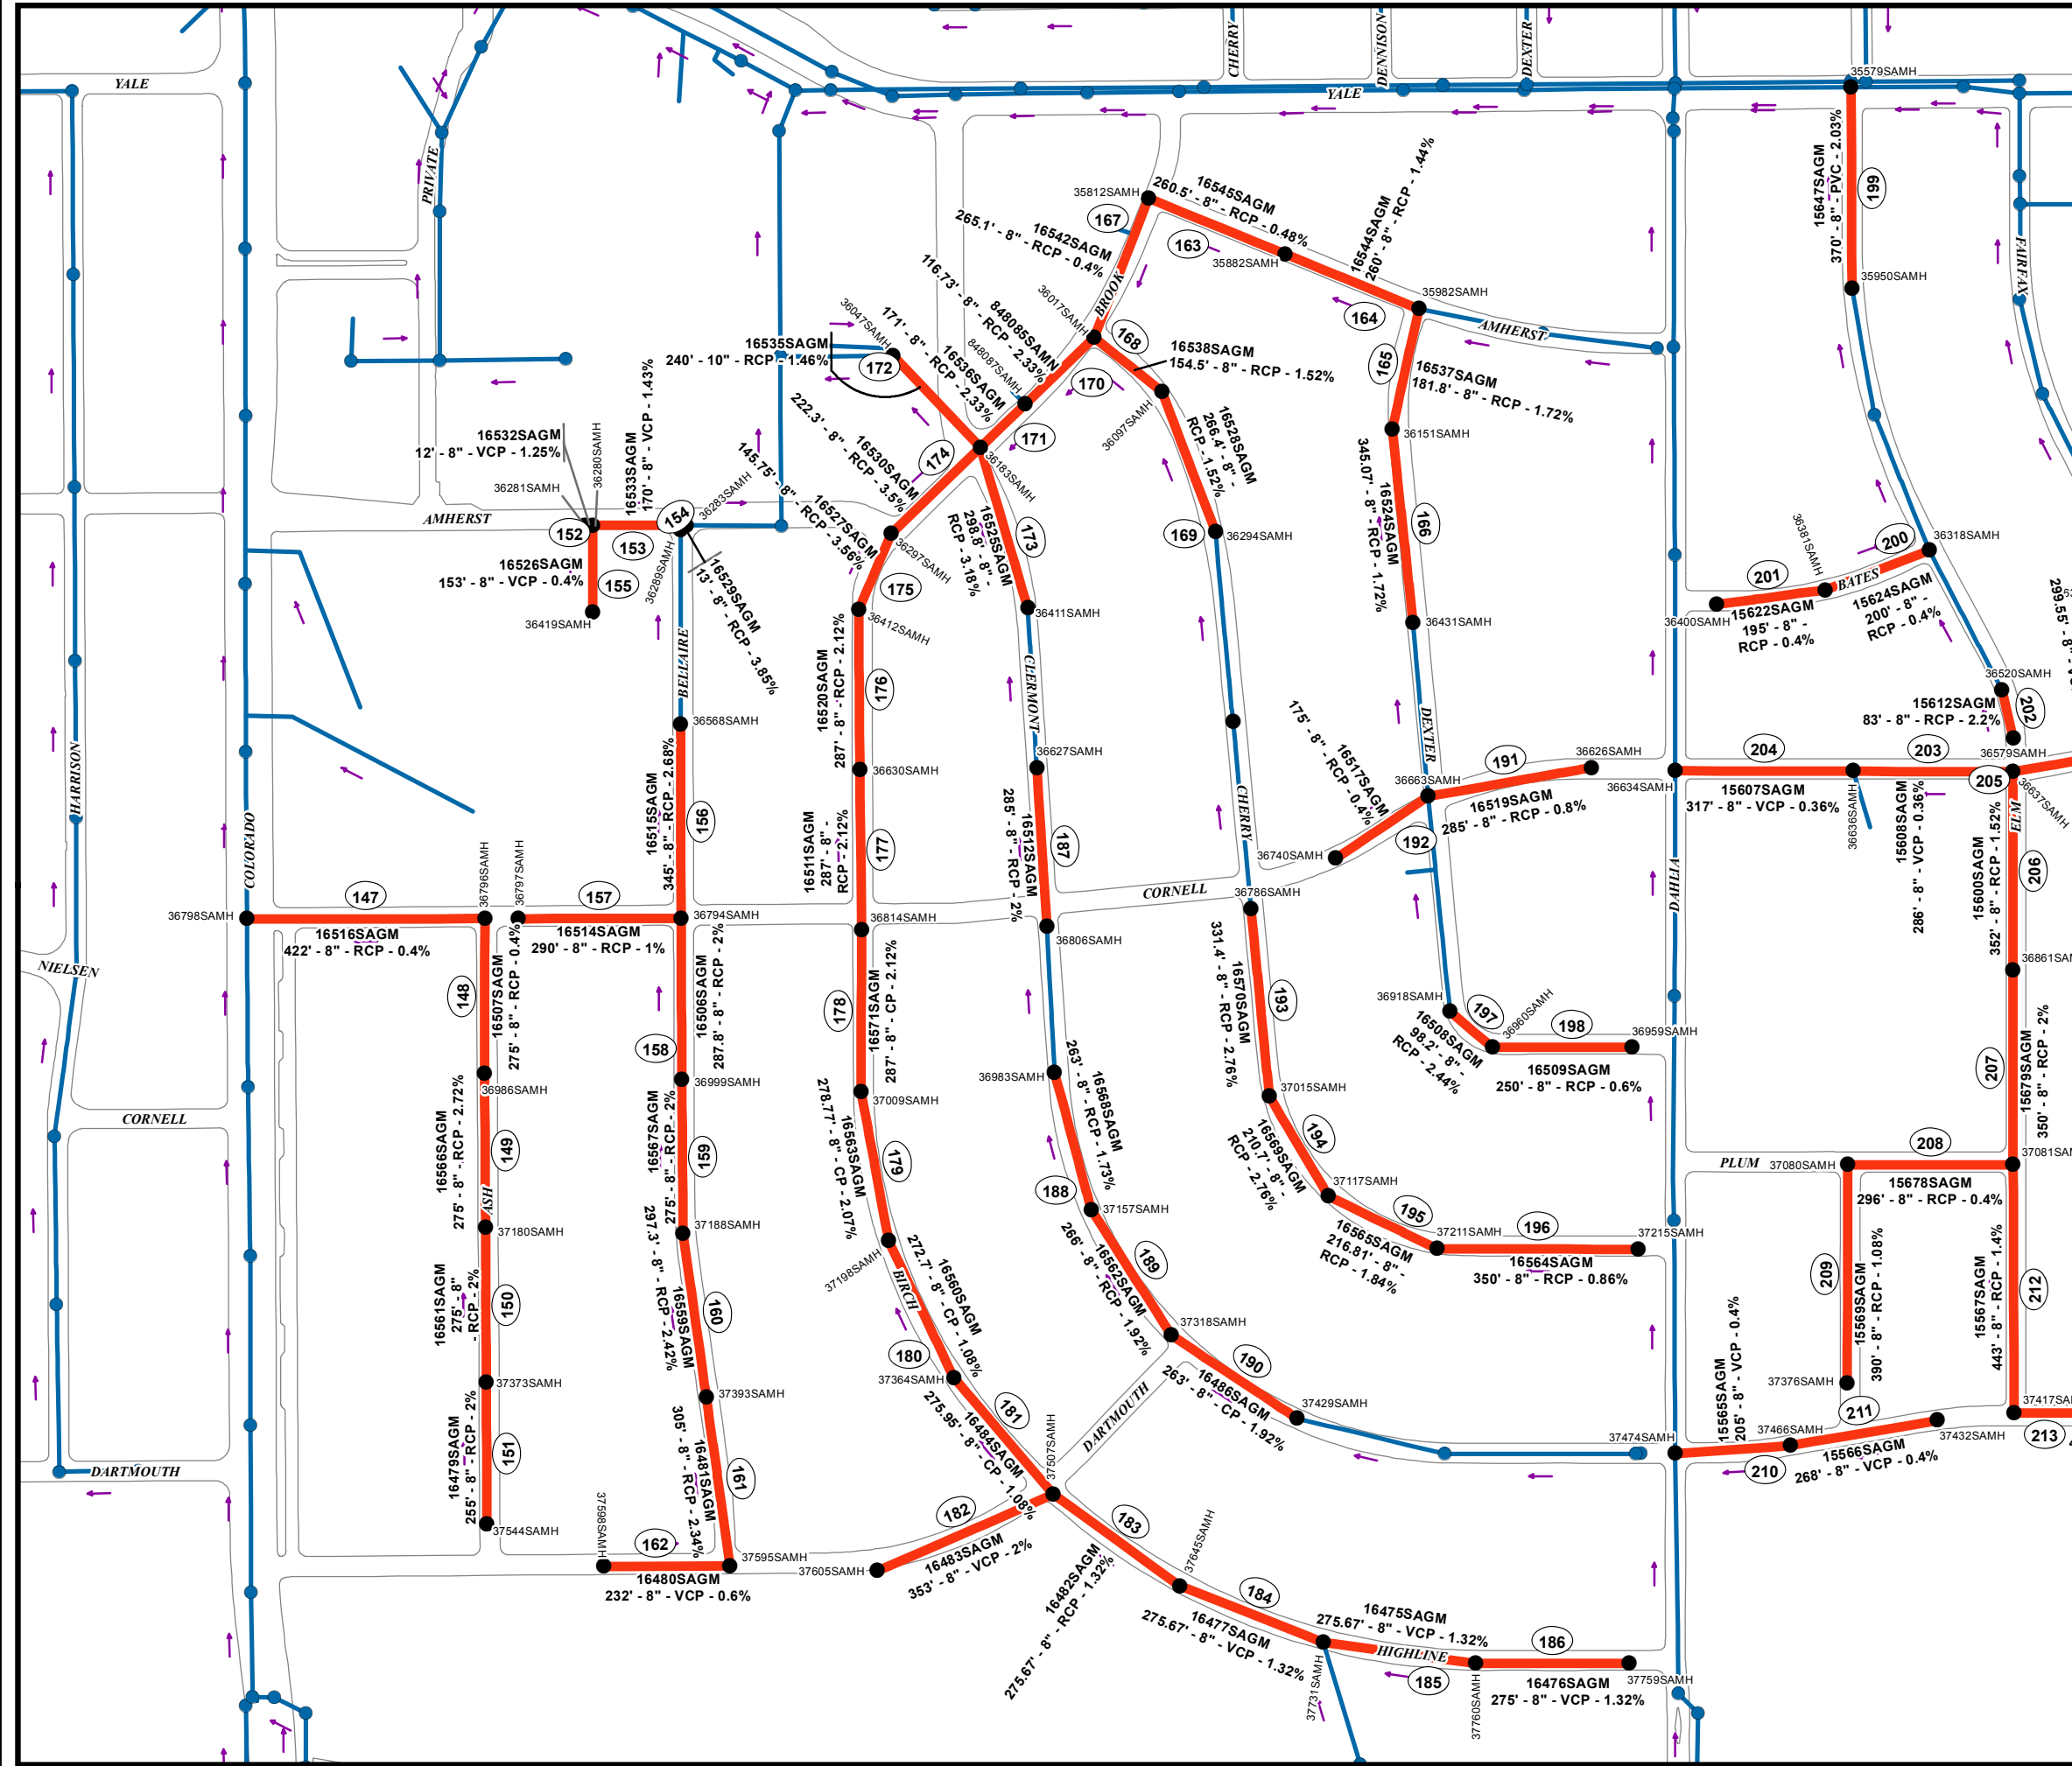 YALE
CHERRY
DENNISON
DEXTER
YALE
35579SAMH
PRIVATE
15647SAGM
370' - 8" - PVC - 2.03%
199
35950SAMH
FAIRFAX
35812SAMH
16545SAGM
260.5' - 8" - RCP - 0.48%
167
163
35882SAMH
16542SAGM
265.1' - 8" - RCP - 0.4%
16544SAGM
260' - 8" - RCP - 1.44%
35982SAMH
164
AMHERST
BROOK
36017SAMH
848085SAMN
116.73' - 8" - RCP - 2.33%
848087SAMH
168
16538SAGM
154.5' - 8" - RCP - 1.52%
170
36047SAMH
16535SAGM
240' - 10" - RCP - 1.46%
172
16536SAGM
171' - 8" - RCP - 2.33%
171
36097SAMH
165
16537SAGM
181.8' - 8" - RCP - 1.72%
36151SAMH
16528SAGM
266.4' - 8" -
RCP - 1.52%
36183SAMH
174
16530SAGM
222.3' - 8" - RCP - 3.5%
16532SAGM
12' - 8" - VCP - 1.25%
36280SAMH
36281SAMH
16533SAGM
170' - 8" - VCP - 1.43%
36283SAMH
AMHERST
152
153
154
16526SAGM
153' - 8" - VCP - 0.4%
155
36419SAMH
36289SAMH
16529SAGM
13' - 8" - RCP - 3.85%
16527SAGM
145.75' - 8" - RCP - 3.56%
36297SAMH
175
36412SAMH
16525SAGM
298.8' - 8" -
RCP - 3.18%
173
36411SAMH
169
36294SAMH
16524SAGM
345.07' - 8" - RCP - 1.72%
166
36431SAMH
36381SAMH
200
36318SAMH
201
BATES
15622SAGM
195' - 8" -
RCP - 0.4%
15624SAGM
200' - 8" -
RCP - 0.4%
36400SAMH
36520SAMH
15612SAGM
83' - 8" - RCP - 2.2%
202
36579SAMH
BELLAIRE
36568SAMH
16520SAGM
287' - 8" - RCP - 2.12%
176
36630SAMH
CLERMONT
36627SAMH
HARRISON
COLORADO
16515SAGM
345' - 8" - RCP - 2.68%
156
16511SAGM
287' - 8" -
RCP - 2.12%
177
16512SAGM
285' - 8" - RCP - 2%
187
CHERRY
DEXTER
16517SAGM
175' - 8" - RCP - 0.4%
36663SAMH
191
36626SAMH
36634SAMH
16519SAGM
285' - 8" - RCP - 0.8%
192
36740SAMH
204
203
205
15607SAGM
317' - 8" - VCP - 0.36%
36636SAMH
15608SAGM
286' - 8" - VCP - 0.36%
36637SAMH
ELM
15600SAGM
352' - 8" - RCP - 1.52%
206
36798SAMH
147
36796SAMH
36797SAMH
157
36794SAMH
16516SAGM
422' - 8" - RCP - 0.4%
16514SAGM
290' - 8" - RCP - 1%
36814SAMH
36806SAMH
CORNELL
36786SAMH
NIELSEN
148
16507SAGM
275' - 8" - RCP - 0.4%
36986SAMH
158
16506SAGM
287.8' - 8" - RCP - 2%
36999SAMH
178
16571SAGM
287' - 8" - CP - 2.12%
37009SAMH
36983SAMH
16570SAGM
331.4' - 8" - RCP - 2.76%
193
37015SAMH
36918SAMH
197
36960SAMH
198
36959SAMH
16508SAGM
98.2' - 8" -
RCP - 2.44%
16509SAGM
250' - 8" - RCP - 0.6%
207
15679SAGM
350' - 8" - RCP - 2%
CORNELL
16566SAGM
275' - 8" - RCP - 2.72%
149
ASH
37180SAMH
16567SAGM
275' - 8" - RCP - 2%
159
37188SAMH
16563SAGM
278.77' - 8" - CP - 2.07%
179
37198SAMH
16568SAGM
263' - 8" - RCP - 1.73%
188
37157SAMH
16569SAGM
210.7' - 8" -
RCP - 2.76%
194
37117SAMH
195
37211SAMH
196
37215SAMH
16565SAGM
216.81' - 8" -
RCP - 1.84%
16564SAGM
350' - 8" - RCP - 0.86%
PLUM
37080SAMH
208
15678SAGM
296' - 8" - RCP - 0.4%
209
15569SAGM
390' - 8" - RCP - 1.08%
37376SAMH
15567SAGM
443' - 8" - RCP - 1.4%
212
16561SAGM
275' - 8"
- RCP - 2%
150
37373SAMH
16559SAGM
297.3' - 8" - RCP - 2.42%
160
37393SAMH
BIRCH
16560SAGM
272.7' - 8" - CP - 1.08%
180
37364SAMH
16562SAGM
266' - 8" - RCP - 1.92%
189
37318SAMH
190
16486SAGM
263' - 8" - CP - 1.92%
37429SAMH
DARTMOUTH
37474SAMH
15565SAGM
205' - 8" - VCP - 0.4%
37466SAMH
211
37432SAMH
210
15566SAGM
268' - 8" - VCP - 0.4%
213
DARTMOUTH
16479SAGM
255' - 8" - RCP - 2%
151
37544SAMH
16481SAGM
305' - 8" - RCP - 2.34%
161
181
16484SAGM
275.95' - 8" - CP - 1.08%
37507SAMH
37598SAMH
162
37595SAMH
16480SAGM
232' - 8" - VCP - 0.6%
37605SAMH
182
16483SAGM
353' - 8" - VCP - 2%
183
16482SAGM
275.67' - 8" - RCP - 1.32%
37645SAMH
184
16477SAGM
275.67' - 8" - VCP - 1.32%
37731SAMH
16475SAGM
275.67' - 8" - VCP - 1.32%
HIGHLINE
185
186
37760SAMH
37759SAMH
16476SAGM
275' - 8" - VCP - 1.32%